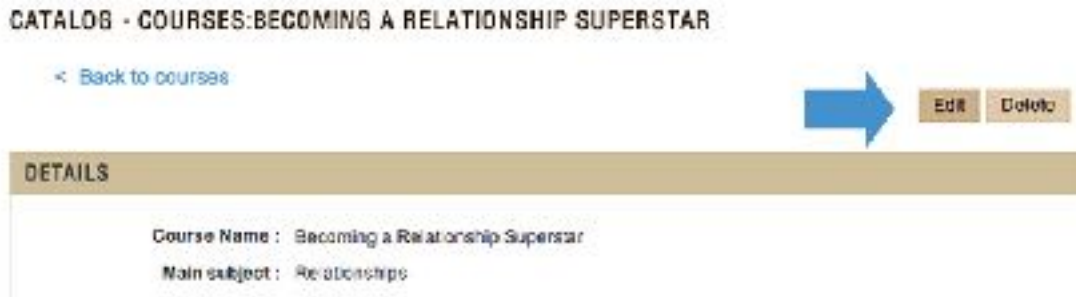 CATALOG - COURSES:BECOMING A RELATIONSHIP SUPERSTAR
< Back to courses
Edit Delete
DETAILS
Course Name : Becoming a Relationship Superstar
Main subject : Relationships